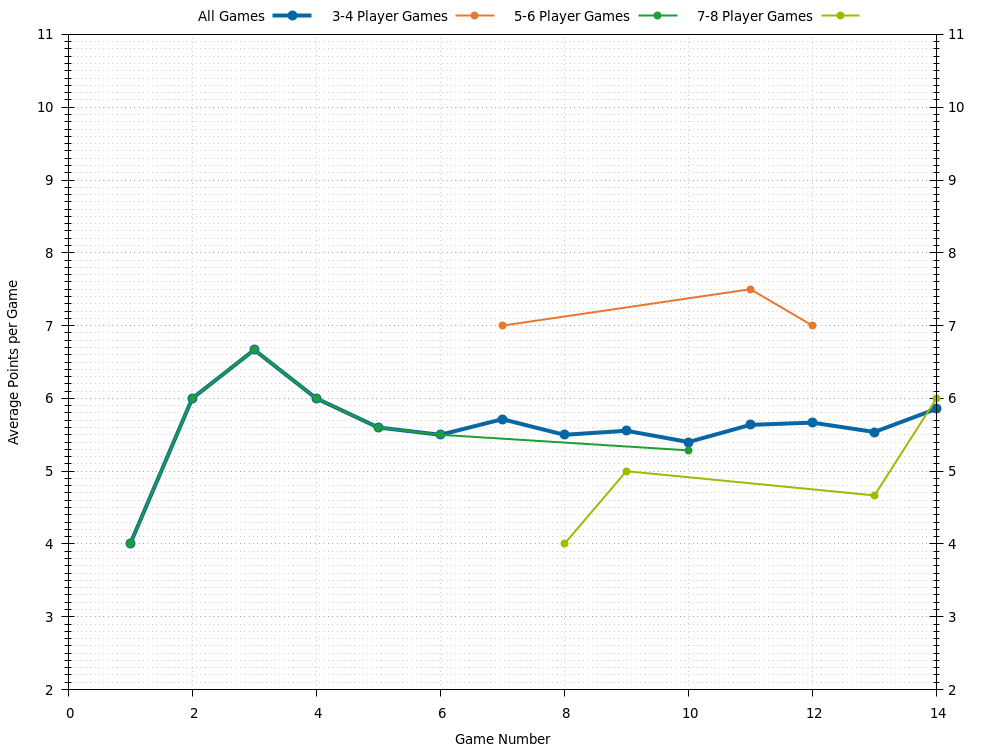 All Games 3-4 Player Games 5-6 Player Games 7-8 Player Games
11 11
10 10
9 9
8 8
7 7
6 6
5 5
4 4
3 3
2 2
Average Points per Game
0 2 4 6 8 10 12 14
Game Number